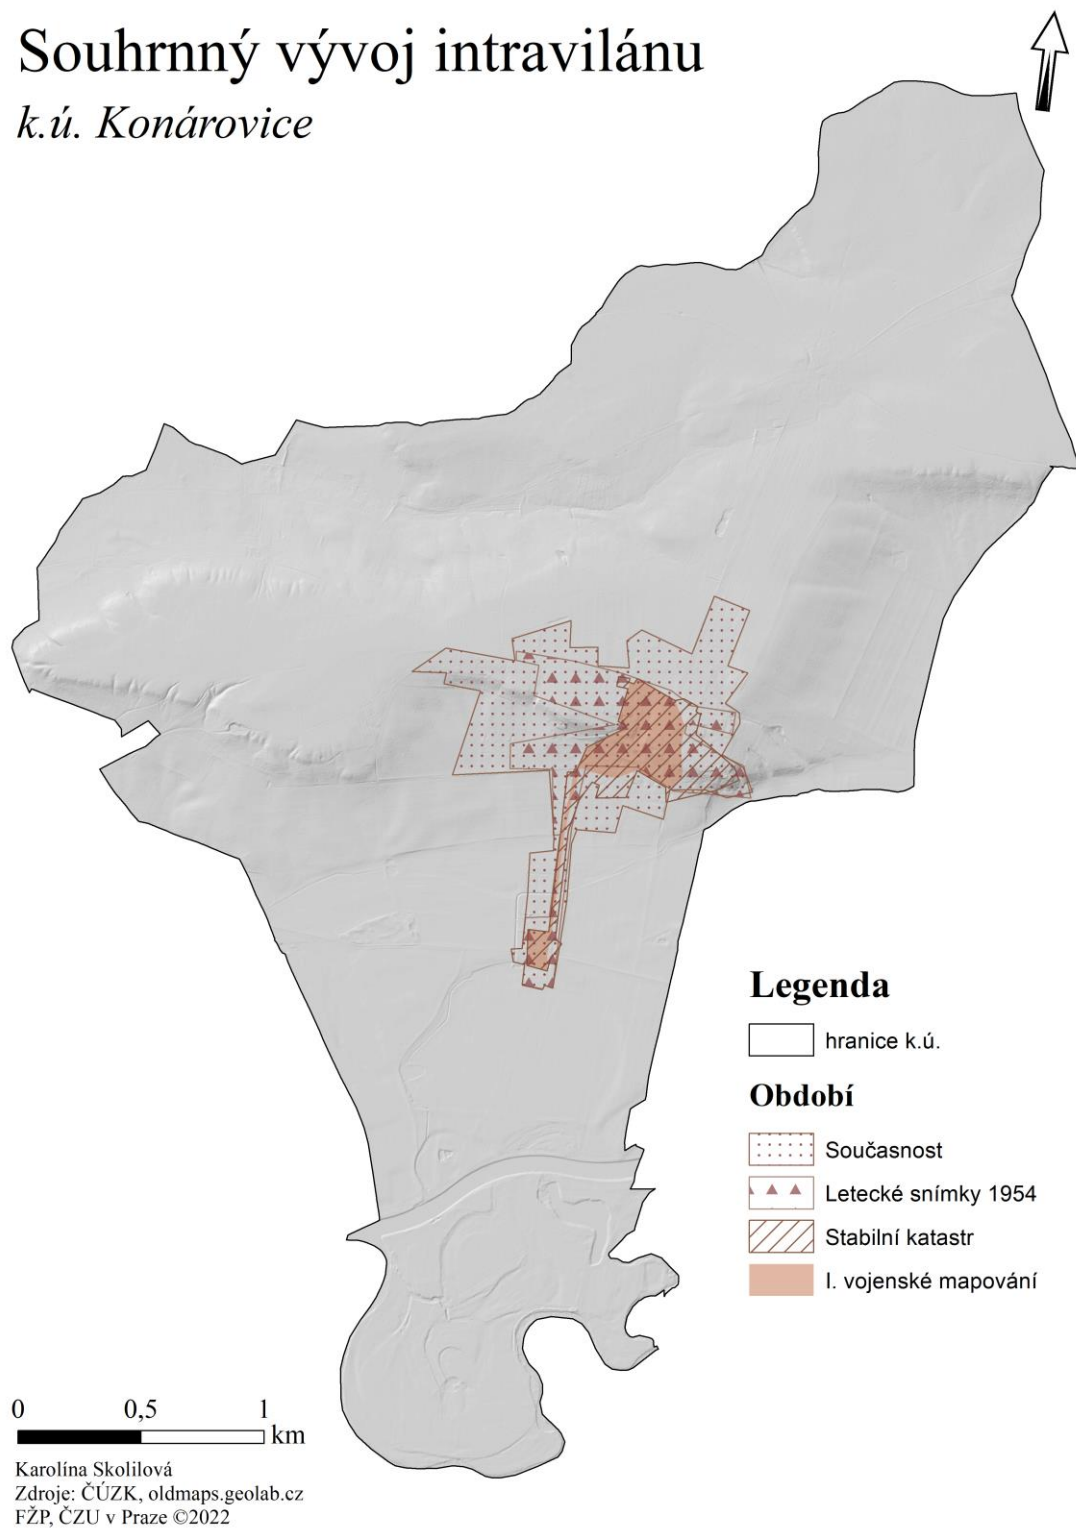 Souhrnný vývoj intravilánu
k.ú. Konárovice
Legenda
hranice k.ú.
Období
Současnost
Letecké snímky 1954
Stabilní katastr
I. vojenské mapování
0 0,5 1
km
Karolína Skolilová
Zdroje: ČÚZK, oldmaps.geolab.cz
FŽP, ČZU v Praze ©2022